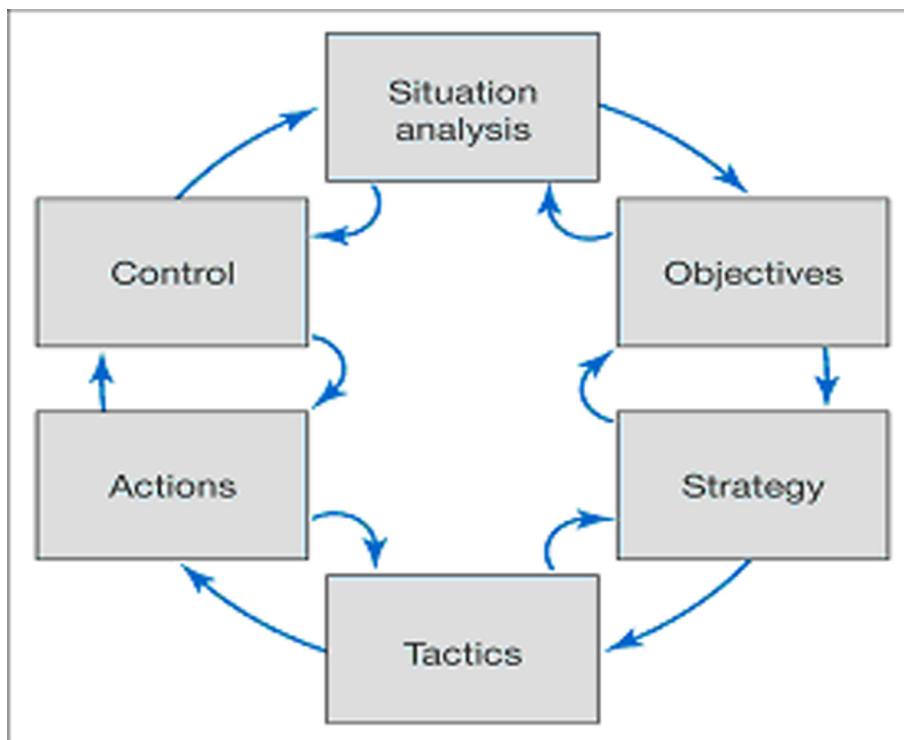 Situation
analysis
Objectives
Strategy
Tactics
Actions
Control